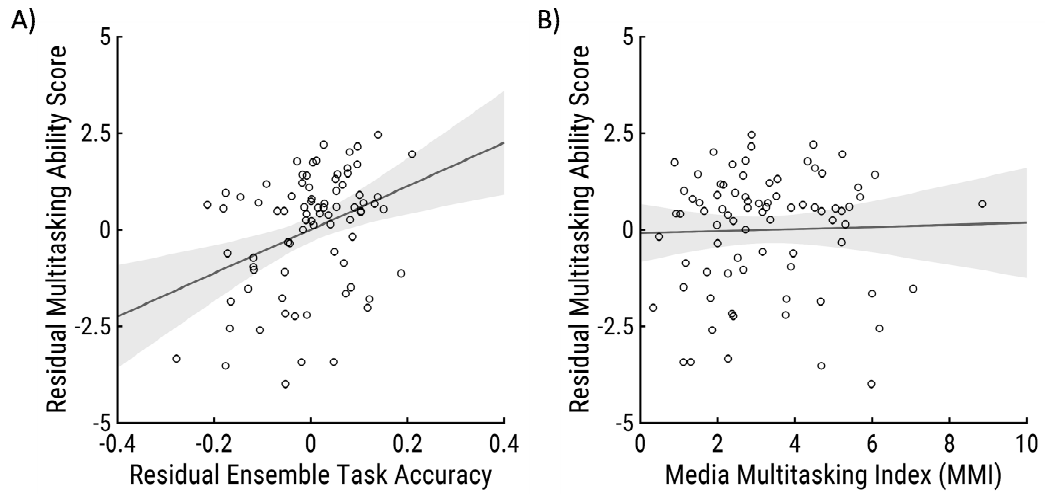 A)
Residual Multitasking Ability Score
5
2.5
0
-2.5
-5
-0.4 -0.2 0 0.2 0.4
Residual Ensemble Task Accuracy
B)
Residual Multitasking Ability Score
5
2.5
0
-2.5
-5
0 2 4 6 8 10
Media Multitasking Index (MMI)